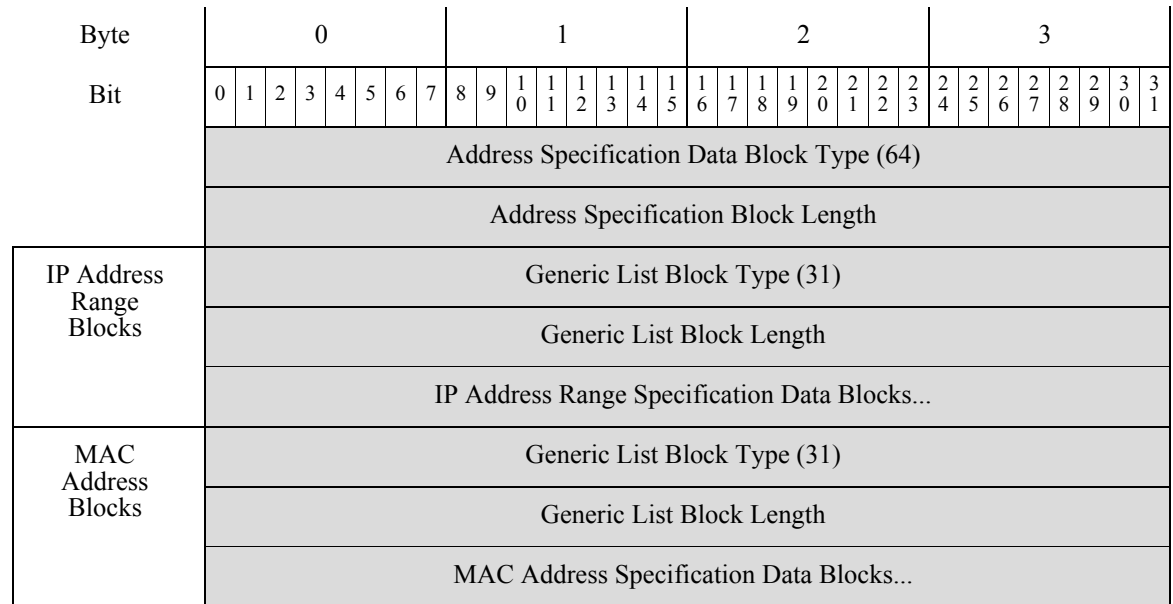 Byte 0 1 2 3
Bit 0 1 2 3 4 5 6 7 8 9 10 11 12 13 14 15 16 17 18 19 20 21 22 23 24 25 26 27 28 29 30 31
Address Specification Data Block Type (64)
Address Specification Block Length
IP Address
Range
Blocks
Generic List Block Type (31)
Generic List Block Length
IP Address Range Specification Data Blocks...
MAC
Address
Blocks
Generic List Block Type (31)
Generic List Block Length
MAC Address Specification Data Blocks...